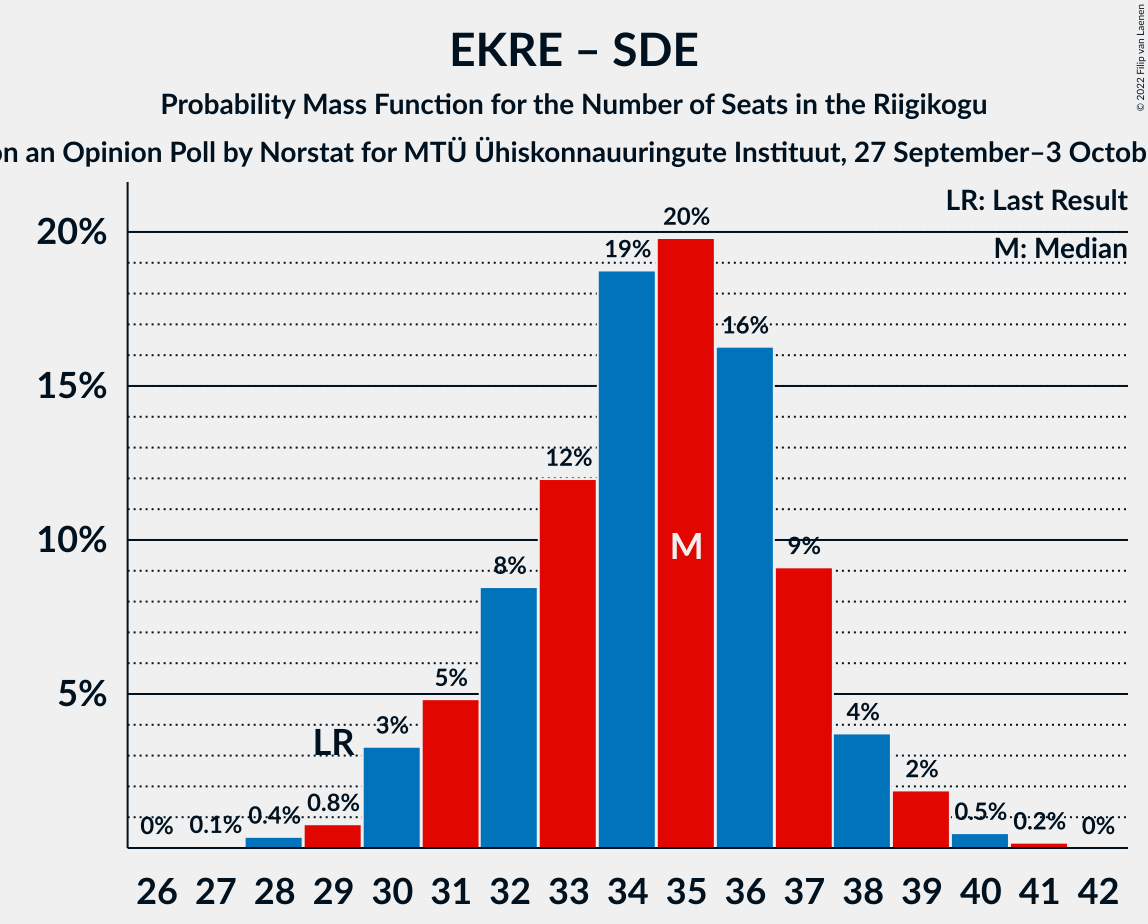 EKRE – SDE
Probability Mass Function for the Number of Seats in the Riigikogu
on an Opinion Poll by Norstat for MTÜ Ühiskonnauuringute Instituut, 27 September–3 Octob
© 2022 Filip van Laenen
LR: Last Result
M: Median
20%
15%
10%
5%
0%
0.1%
0.4%
0.8%
LR
3%
5%
8%
12%
19%
20%
M
16%
9%
4%
2%
0.5%
0.2%
0%
26 27 28 29 30 31 32 33 34 35 36 37 38 39 40 41 42